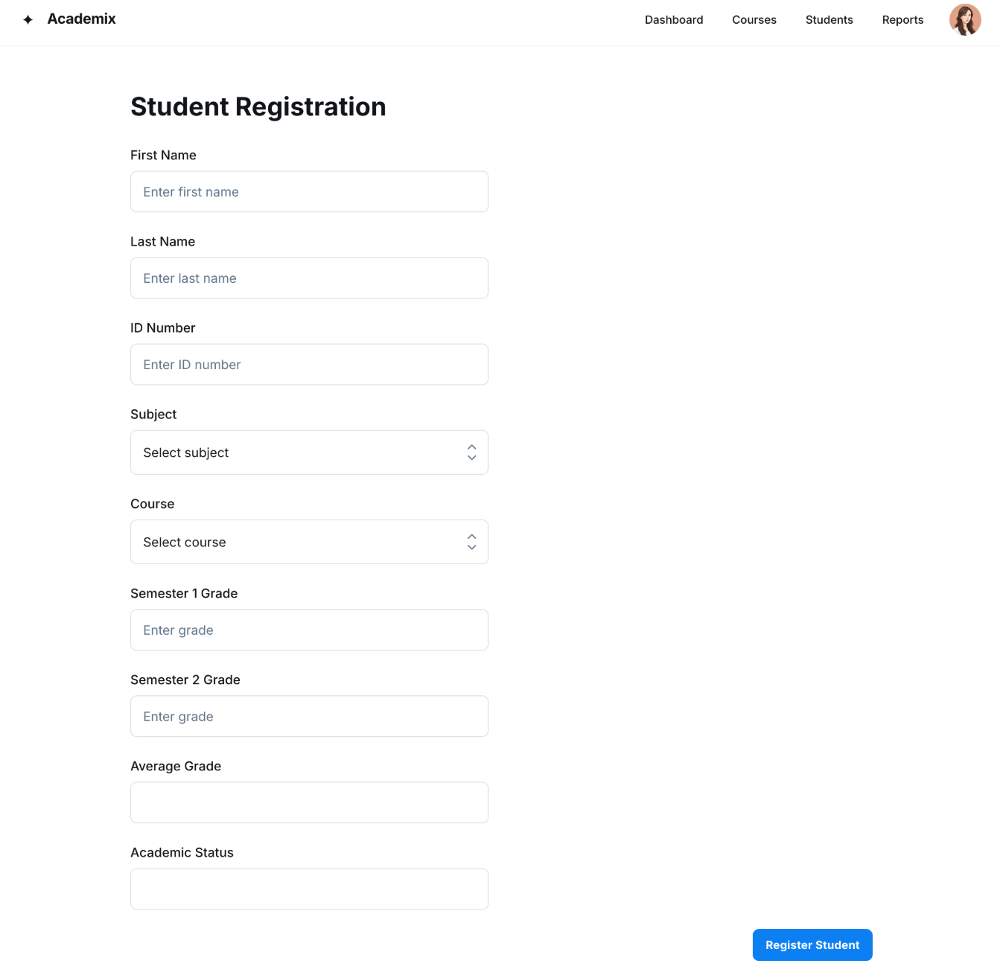 Academix
Dashboard Courses Students Reports
Student Registration
First Name
Enter first name
Last Name
Enter last name
ID Number
Enter ID number
Subject
Select subject
Course
Select course
Semester 1 Grade
Enter grade
Semester 2 Grade
Enter grade
Average Grade
Academic Status
Register Student